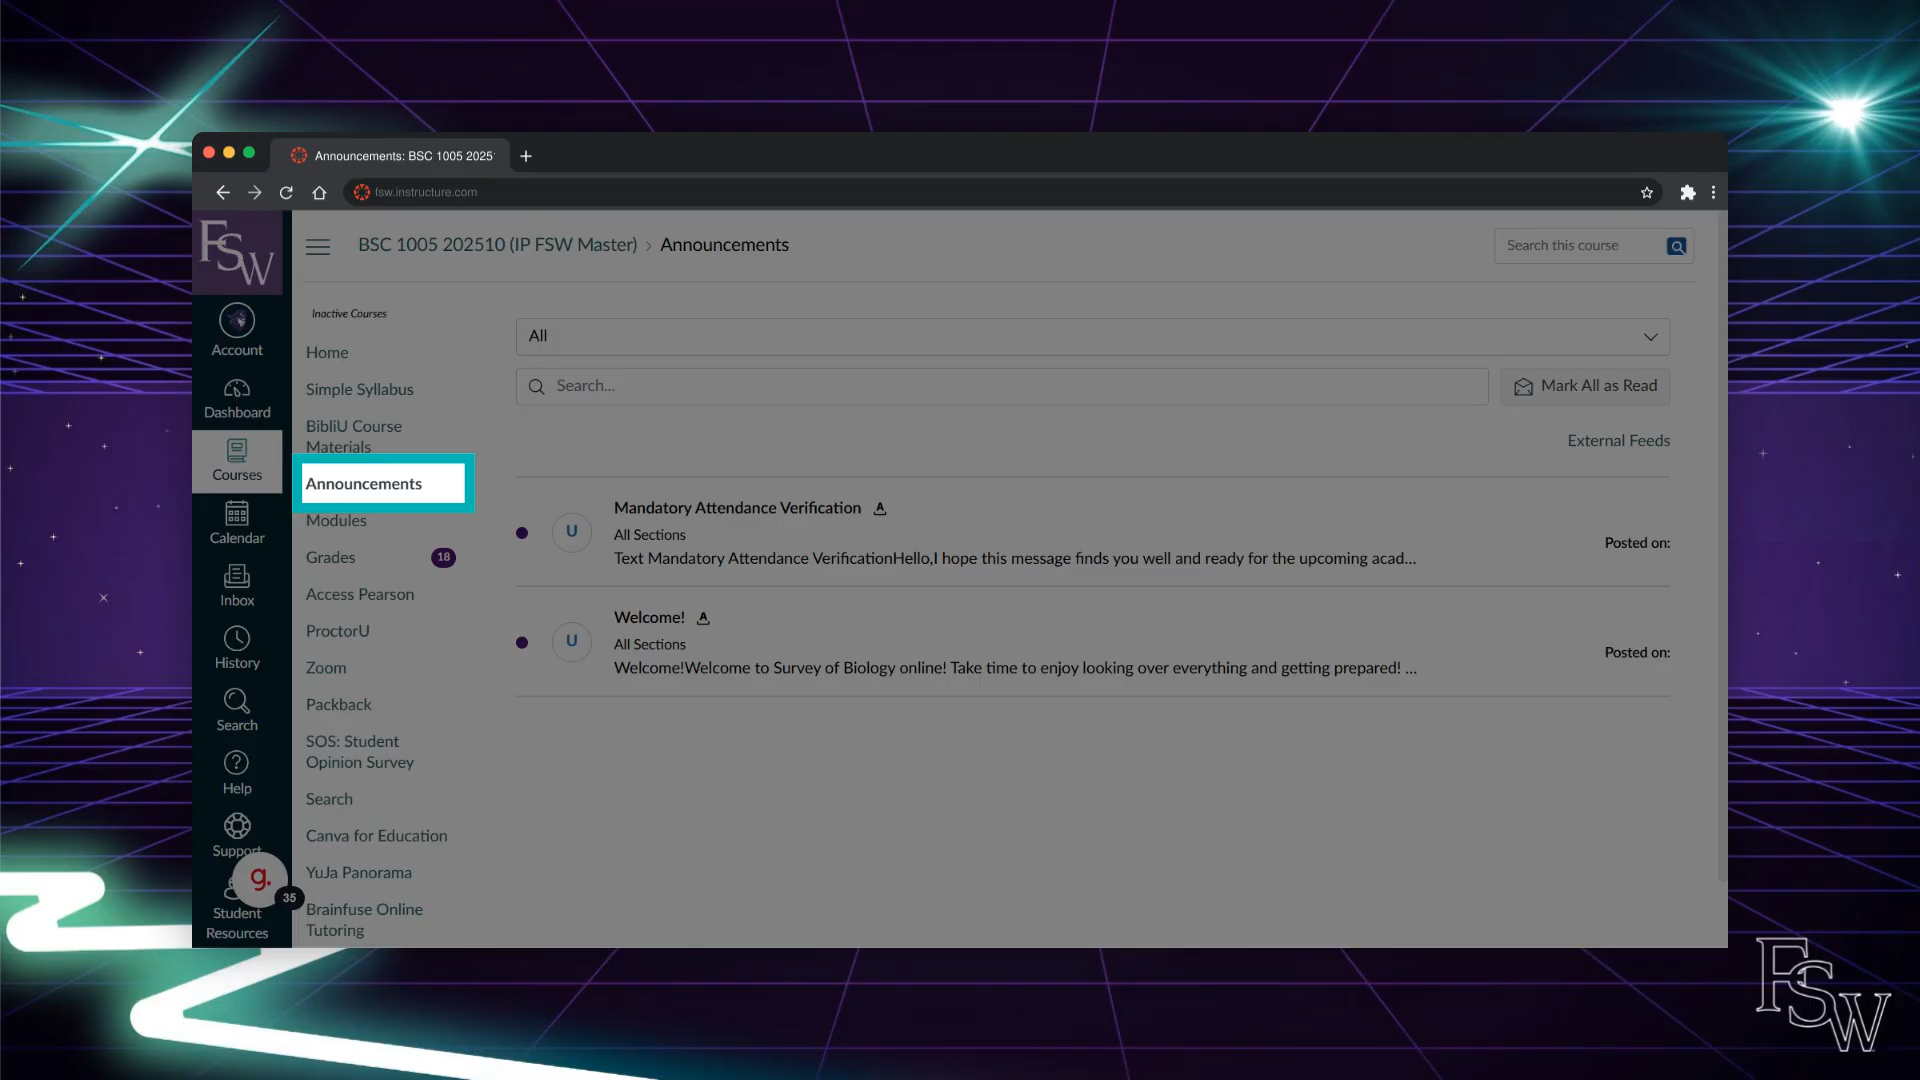 Announcements: BSC 1005 2025
fsw.instructure.com
FSW
BSC 1005 202510 (IP FSW Master) › Announcements
Search this course
Account
Dashboard
Courses
Calendar
Inbox
History
Search
Help
Support
g.
35
Student
Resources
Inactive Courses
Home
Simple Syllabus
BibliU Course
Materials
Announcements
Modules
Grades 18
Access Pearson
ProctorU
Zoom
Packback
SOS: Student
Opinion Survey
Search
Canva for Education
YuJa Panorama
Brainfuse Online
Tutoring
All
Search...
Mark All as Read
External Feeds
U
Mandatory Attendance Verification
All Sections
Text Mandatory Attendance VerificationHello,I hope this message finds you well and ready for the upcoming acad...
Posted on:
U
Welcome!
All Sections
Welcome!Welcome to Survey of Biology online! Take time to enjoy looking over everything and getting prepared! ...
Posted on:
FSW